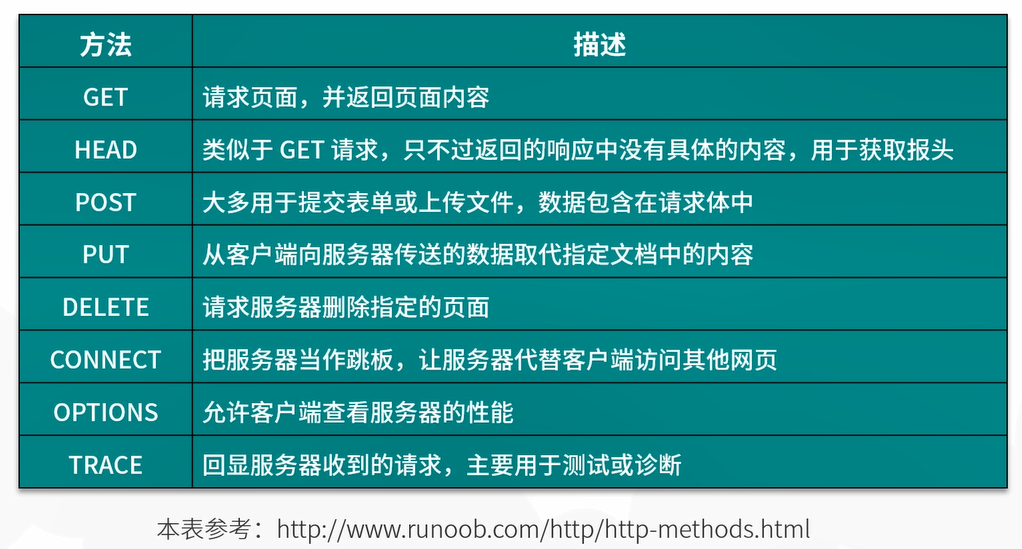 方法 描述
GET 请求页面，并返回页面内容
HEAD 类似于 GET 请求，只不过返回的响应中没有具体的内容，用于获取报头
POST 大多用于提交表单或上传文件，数据包含在请求体中
PUT 从客户端向服务器传送的数据取代指定文档中的内容
DELETE 请求服务器删除指定的页面
CONNECT 把服务器当作跳板，让服务器代替客户端访问其他网页
OPTIONS 允许客户端查看服务器的性能
TRACE 回显服务器收到的请求，主要用于测试或诊断
本表参考：http://www.runoob.com/http/http-methods.html